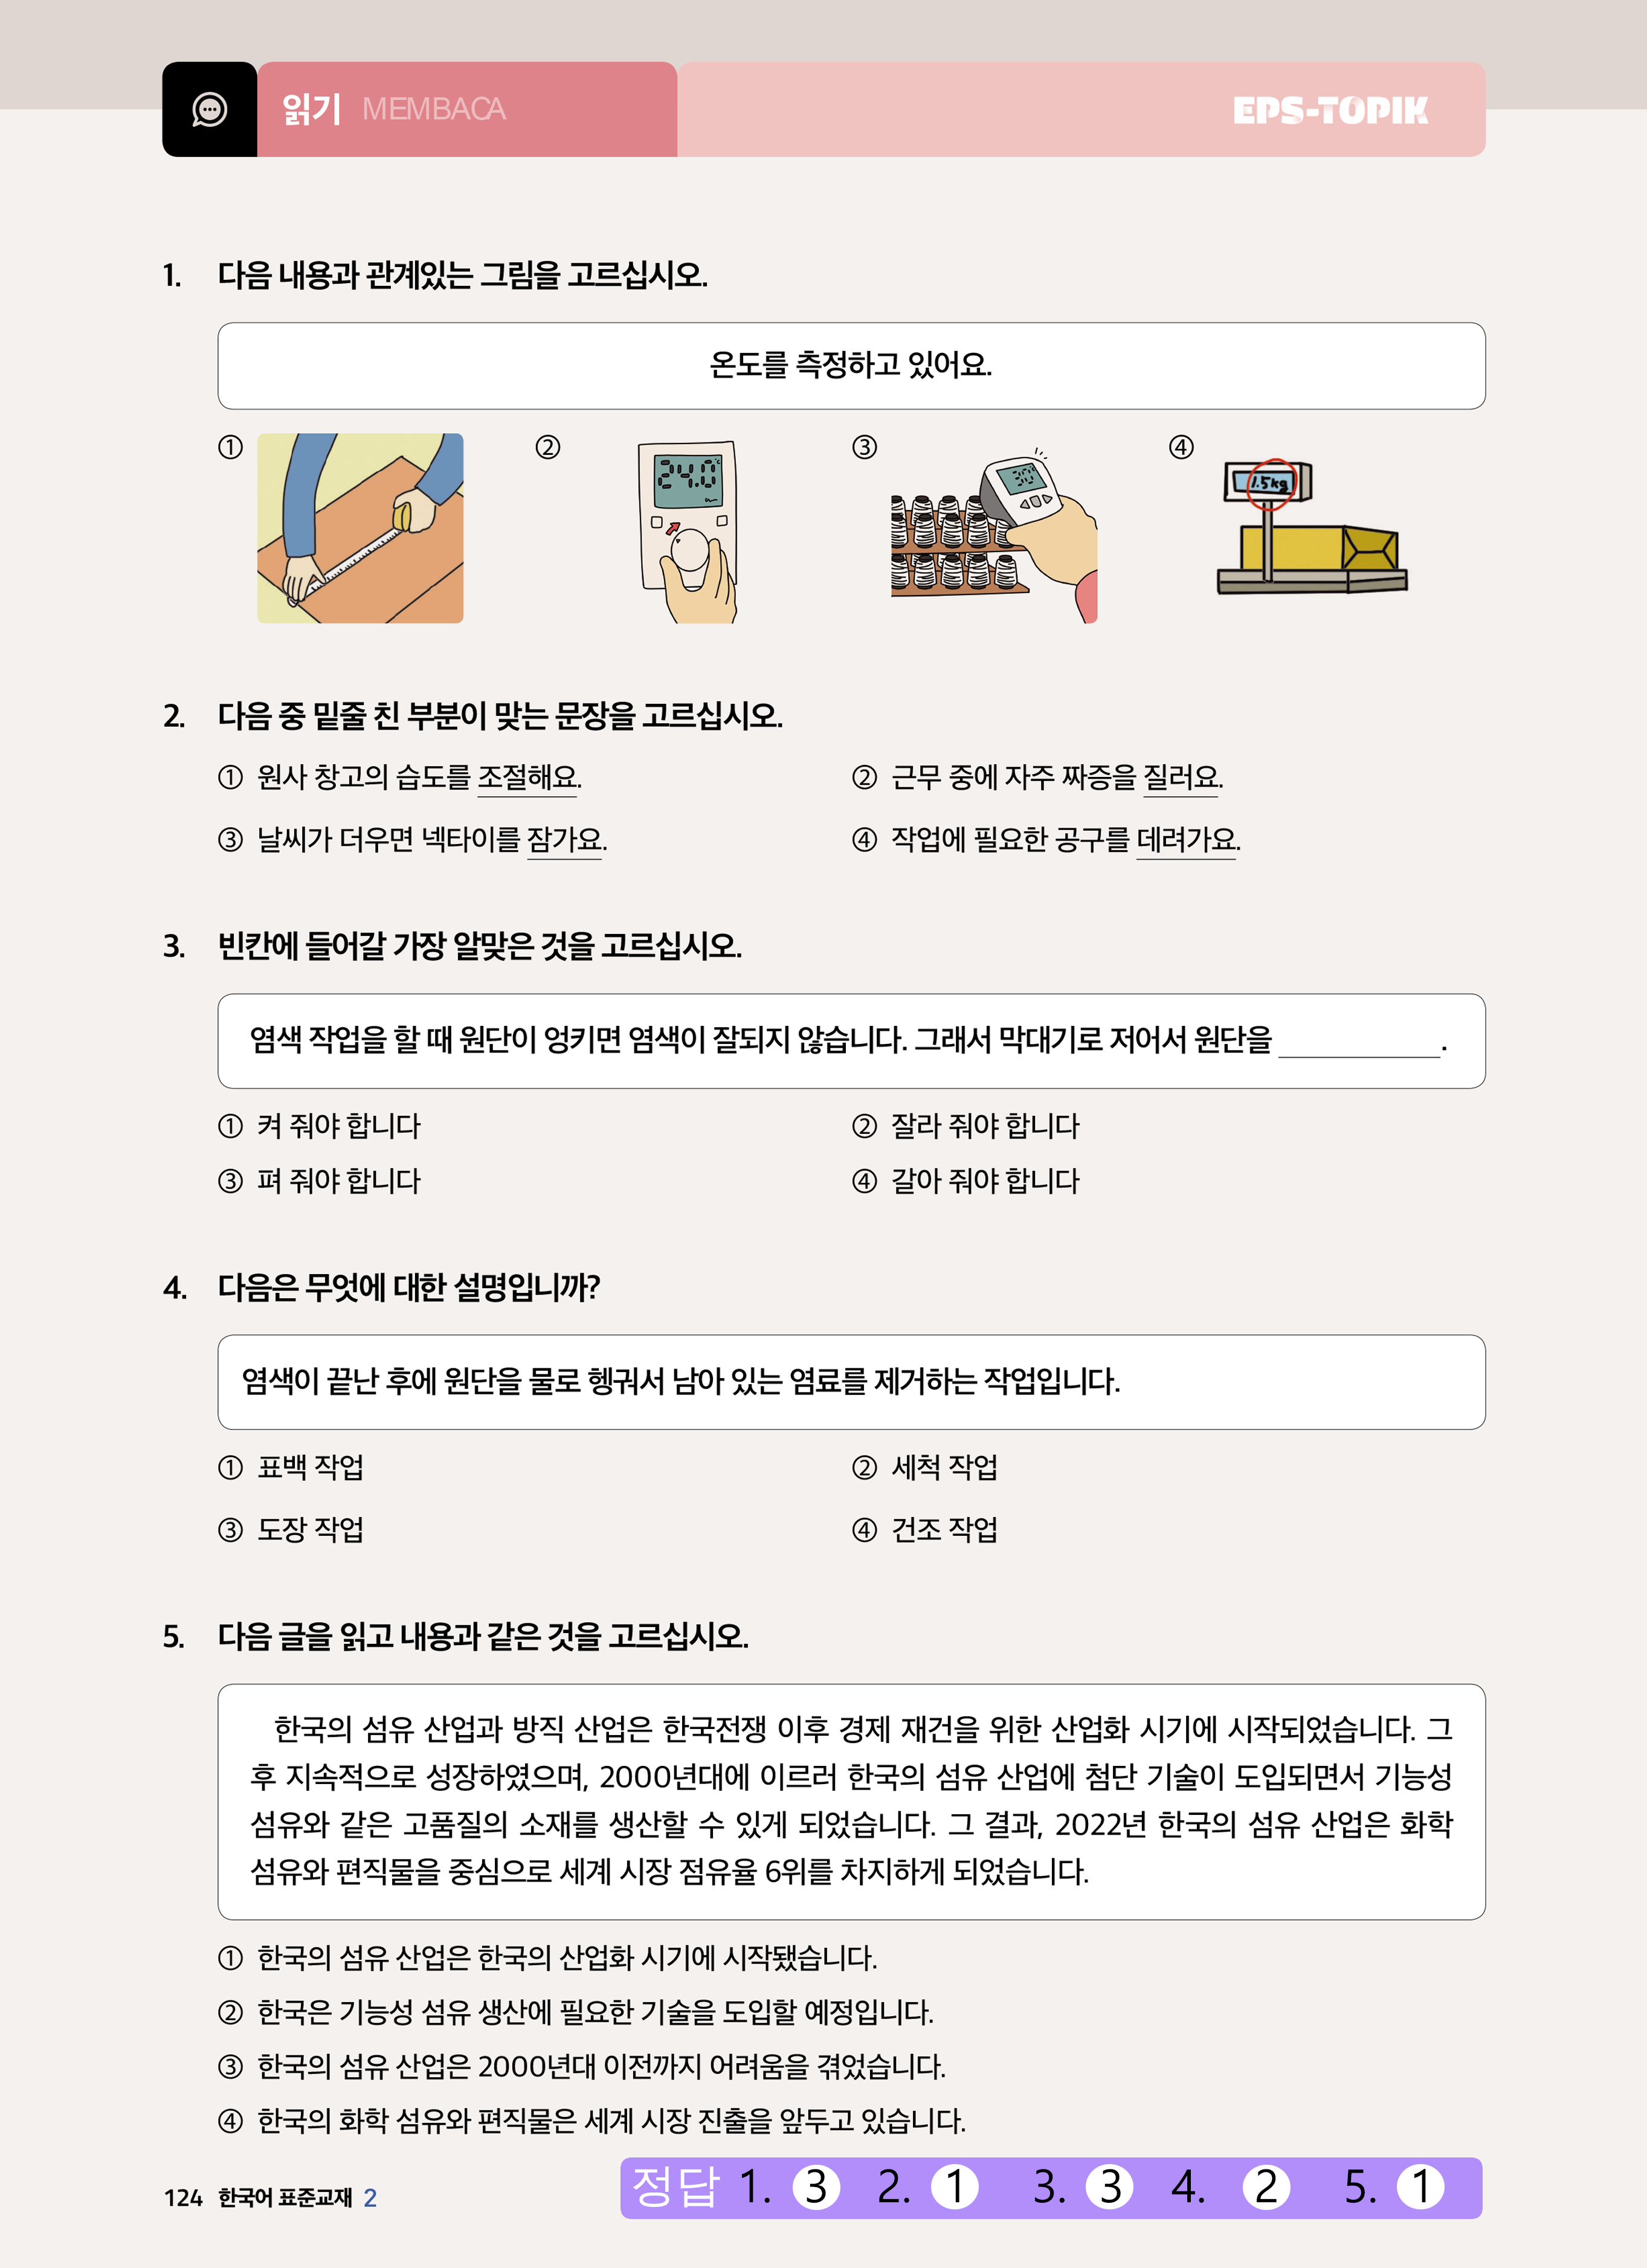 읽기 MEMBACA
EPS-TOPIK
1. 다음 내용과 관계있는 그림을 고르십시오.
온도를 측정하고 있어요.
① ② ③ ④
24.0
30
1.5kg
2. 다음 중 밑줄 친 부분이 맞는 문장을 고르십시오.
① 원사 창고의 습도를 조절해요. ② 근무 중에 자주 짜증을 질러요.
③ 날씨가 더우면 넥타이를 잠가요. ④ 작업에 필요한 공구를 데려가요.
3. 빈칸에 들어갈 가장 알맞은 것을 고르십시오.
염색 작업을 할 때 원단이 엉키면 염색이 잘되지 않습니다. 그래서 막대기로 저어서 원단을 ____________.
① 켜 줘야 합니다 ② 잘라 줘야 합니다
③ 펴 줘야 합니다 ④ 갈아 줘야 합니다
4. 다음은 무엇에 대한 설명입니까?
염색이 끝난 후에 원단을 물로 헹궈서 남아 있는 염료를 제거하는 작업입니다.
① 표백 작업 ② 세척 작업
③ 도장 작업 ④ 건조 작업
5. 다음 글을 읽고 내용과 같은 것을 고르십시오.
한국의 섬유 산업과 방직 산업은 한국전쟁 이후 경제 재건을 위한 산업화 시기에 시작되었습니다. 그
후 지속적으로 성장하였으며, 2000년대에 이르러 한국의 섬유 산업에 첨단 기술이 도입되면서 기능성
섬유와 같은 고품질의 소재를 생산할 수 있게 되었습니다. 그 결과, 2022년 한국의 섬유 산업은 화학
섬유와 편직물을 중심으로 세계 시장 점유율 6위를 차지하게 되었습니다.
① 한국의 섬유 산업은 한국의 산업화 시기에 시작됐습니다.
② 한국은 기능성 섬유 생산에 필요한 기술을 도입할 예정입니다.
③ 한국의 섬유 산업은 2000년대 이전까지 어려움을 겪었습니다.
④ 한국의 화학 섬유와 편직물은 세계 시장 진출을 앞두고 있습니다.
정답 1. 3 2. 1 3. 3 4. 2 5. 1
124 한국어 표준교재 2